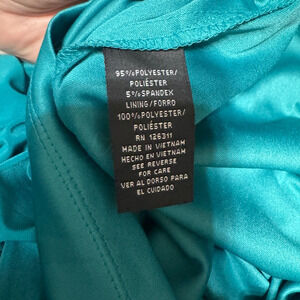 95%POLYESTER/
POLIÉSTER
5%SPANDEX
LINING/FORRO
100%POLYESTER/
POLIÉSTER
RN 126311
MADE IN VIETNAM
HECHO EN VIETNAM
SEE REVERSE
FOR CARE
VER AL DORSO PARA
EL CUIDADO